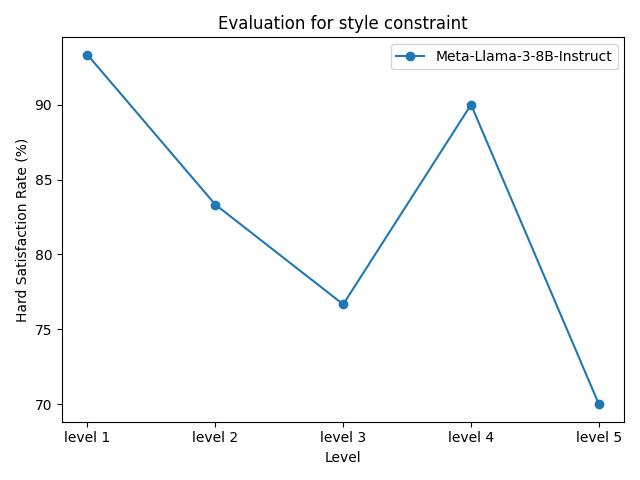 Evaluation for style constraint
Meta-Llama-3-8B-Instruct
Hard Satisfaction Rate (%)
90
85
80
75
70
level 1 level 2 level 3 level 4 level 5
Level